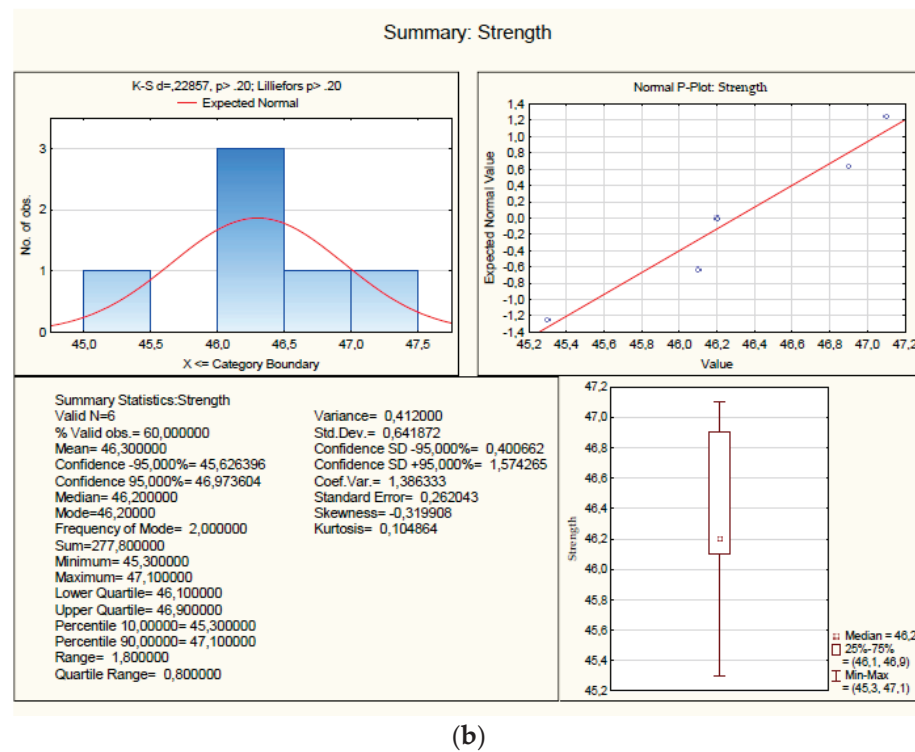 Summary: Strength
K-S d=,22857, p> .20; Lilliefors p> .20
Expected Normal
No. of obs.
3
2
1
0
45,0 45,5 46,0 46,5 47,0 47,5
X <= Category Boundary
Normal P-Plot: Strength
Expected Normal Value
1,4
1,2
1,0
0,8
0,6
0,4
0,2
0,0
-0,2
-0,4
-0,6
-0,8
-1,0
-1,2
-1,4
45,2 45,4 45,6 45,8 46,0 46,2 46,4 46,6 46,8 47,0 47,2
Value
Summary Statistics:Strength
Valid N=6
% Valid obs.= 60,000000
Mean= 46,300000
Confidence -95,000%= 45,626396
Confidence 95,000%= 46,973604
Median= 46,200000
Mode=46,20000
Frequency of Mode= 2,000000
Sum=277,800000
Minimum= 45,300000
Maximum= 47,100000
Lower Quartile= 46,100000
Upper Quartile= 46,900000
Percentile 10,00000= 45,300000
Percentile 90,00000= 47,100000
Range= 1,800000
Quartile Range= 0,800000
Variance= 0,412000
Std.Dev.= 0,641872
Confidence SD -95,000%= 0,400662
Confidence SD +95,000%= 1,574265
Coef.Var.= 1,386333
Standard Error= 0,262043
Skewness= -0,319908
Kurtosis= 0,104864
Strength
47,2
47,0
46,8
46,6
46,4
46,2
46,0
45,8
45,6
45,4
45,2
Median = 46,2
25%-75%
= (46,1, 46,9)
Min-Max
= (45,3, 47,1)
(b)